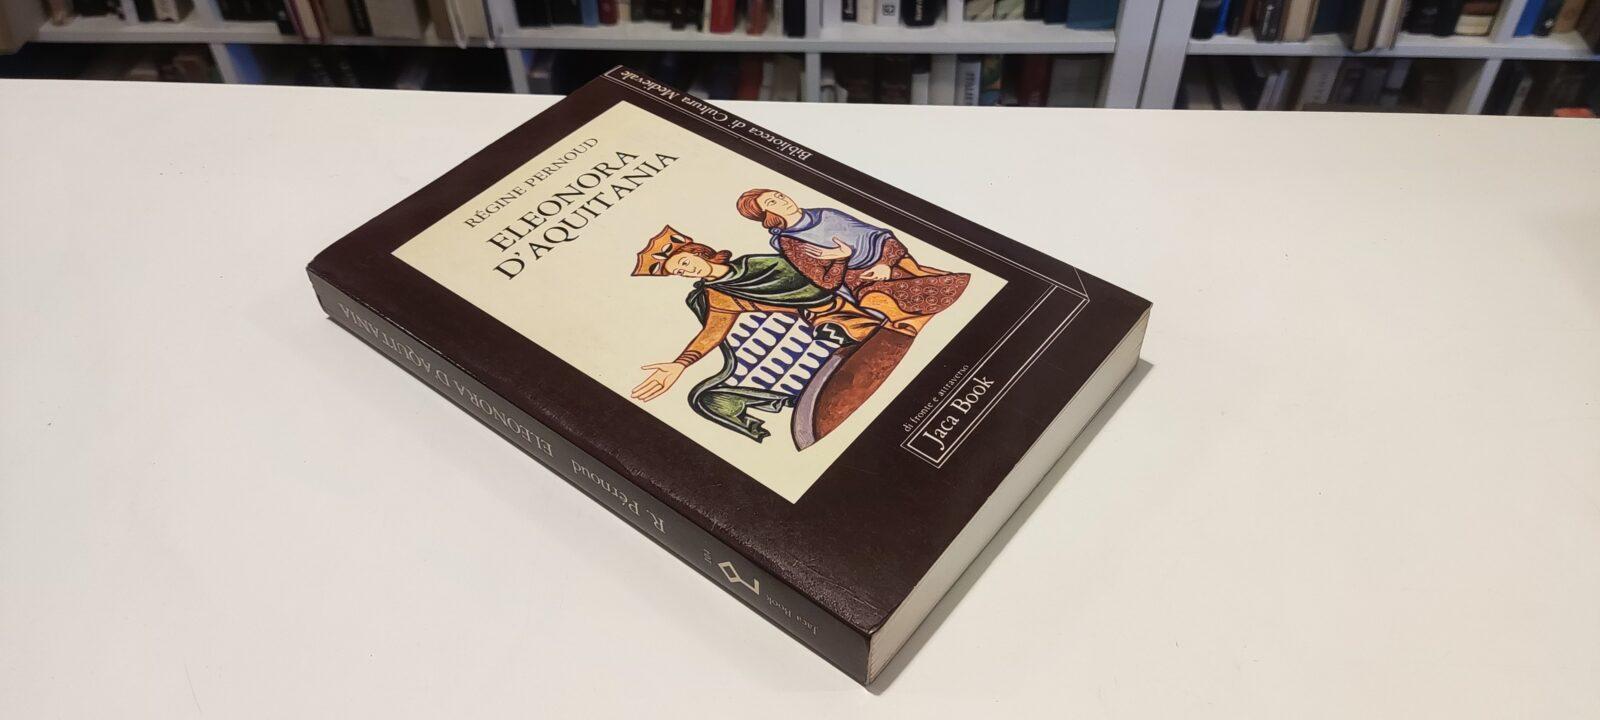 Biblioteca di Cultura Medievale
RÉGINE PERNOUD
ELEONORA
D'AQUITANIA
di fronte e attraverso
Jaca Book
R. Pernoud ELEONORA D'AQUITANIA
Jaca Book